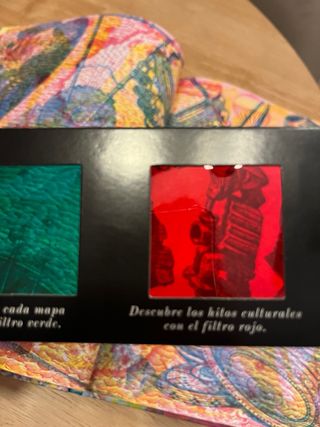 cada mapa
filtro verde.
Descubre los hitos culturales
con el filtro rojo.